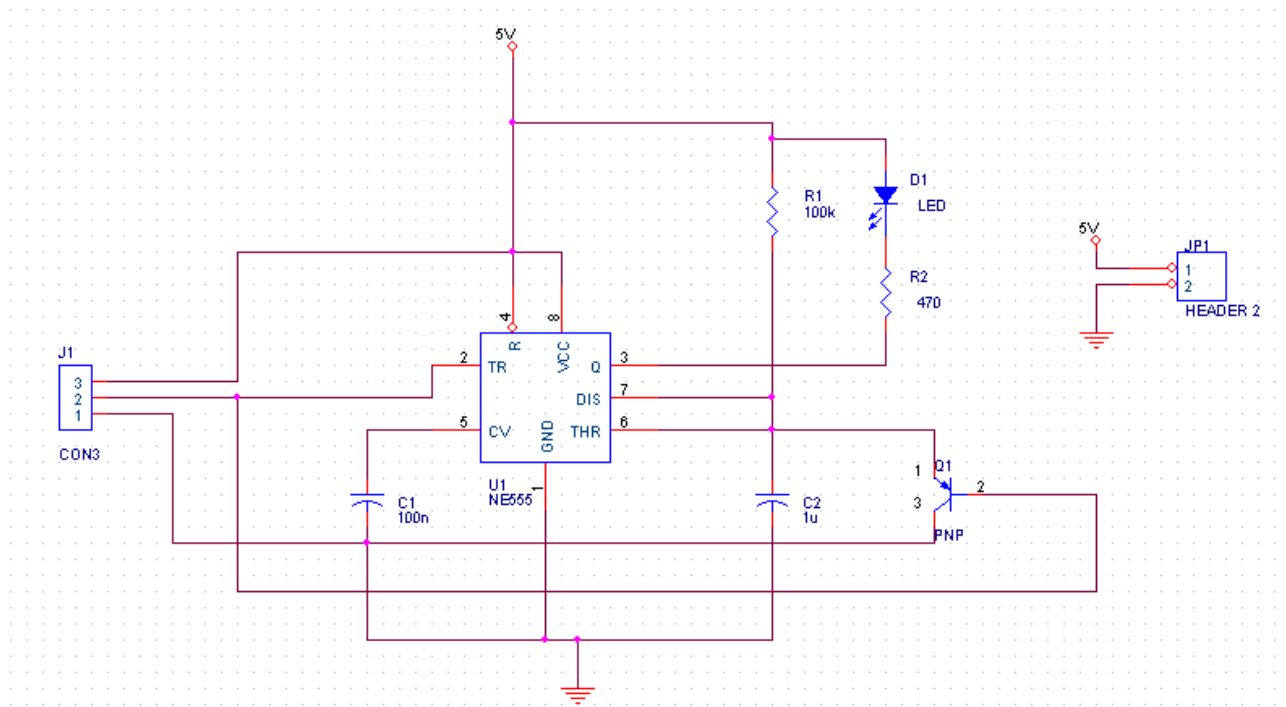 5V
D1
LED
R1
100k
5V
JP1
1
2
HEADER 2
R2
470
4
8
R
VCC
J1
3
2
1
CON3
2
TR
Q
3
DIS
7
5
CV
GND
THR
6
1
U1
NE555
C1
100n
C2
1u
1
Q1
2
3
PNP